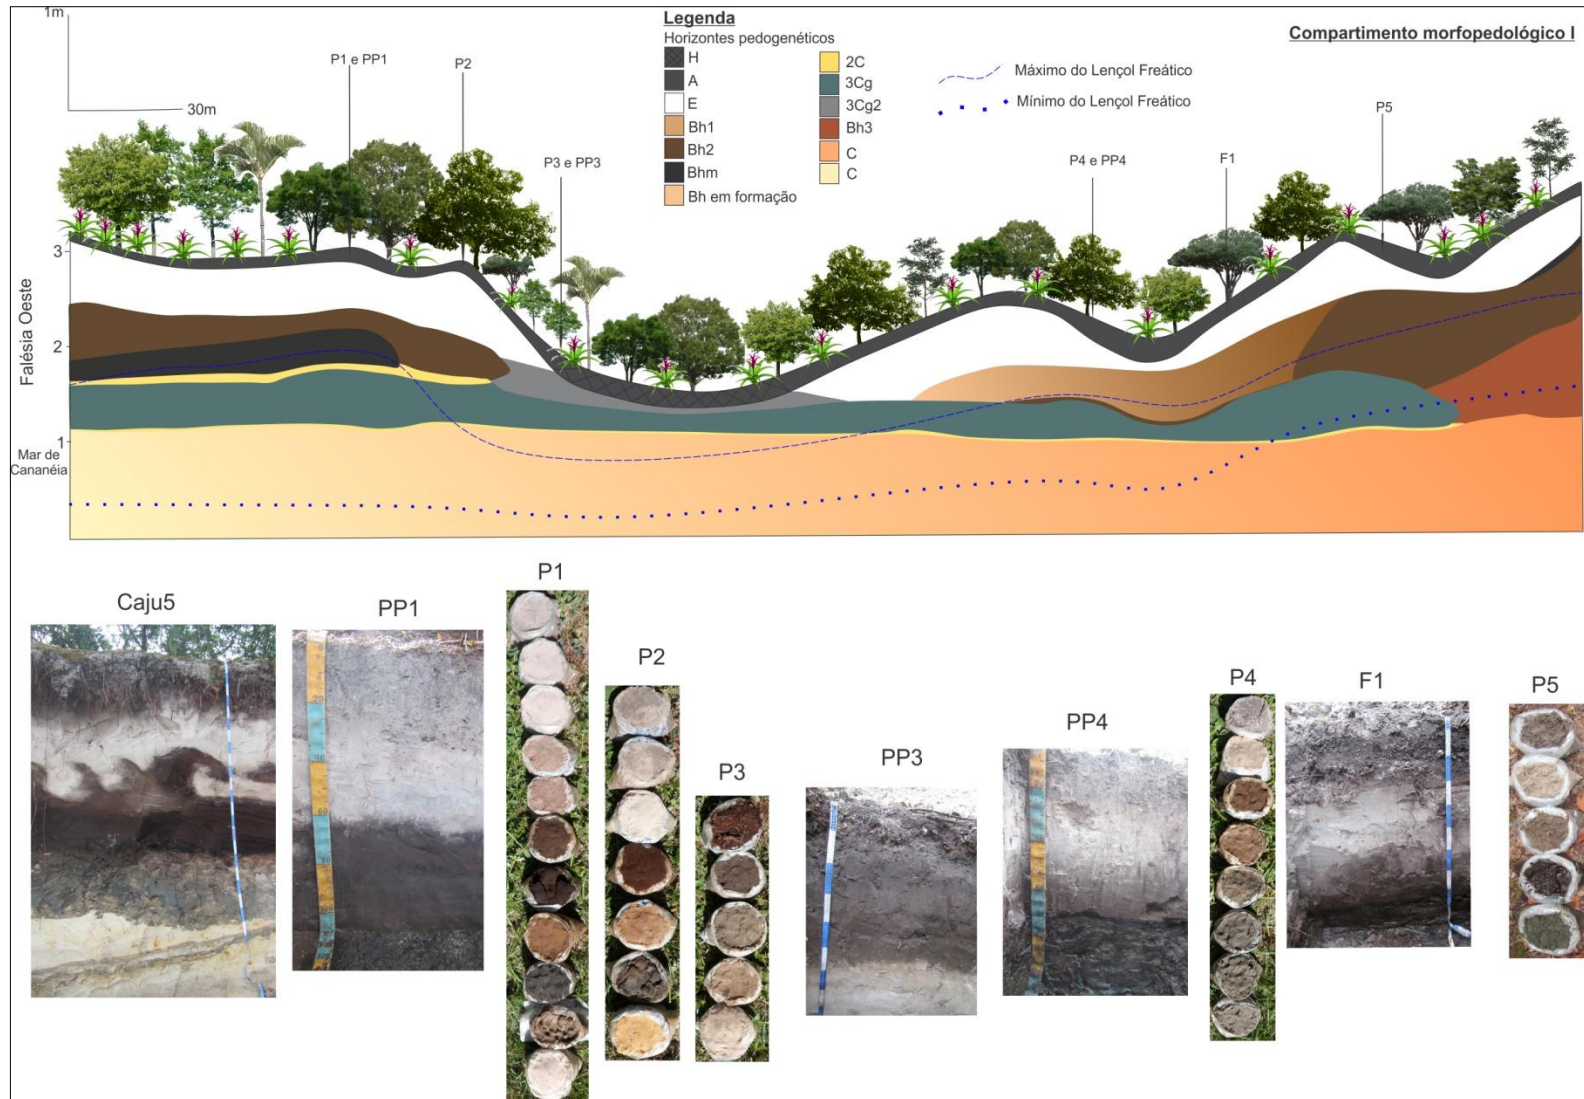 1m
30m
Legenda
Horizontes pedogenéticos
H
A
E
Bh1
Bh2
Bhm
Bh em formação
2C
3Cg
3Cg2
Bh3
C
C
Máximo do Lençol Freático
Mínimo do Lençol Freático
Compartimento morfopedológico I
P1 e PP1
P2
P3 e PP3
P4 e PP4
F1
P5
Falésia Oeste
3
2
1
Mar de
Cananéia
Caju5
PP1
P1
P2
P3
PP3
PP4
P4
F1
P5